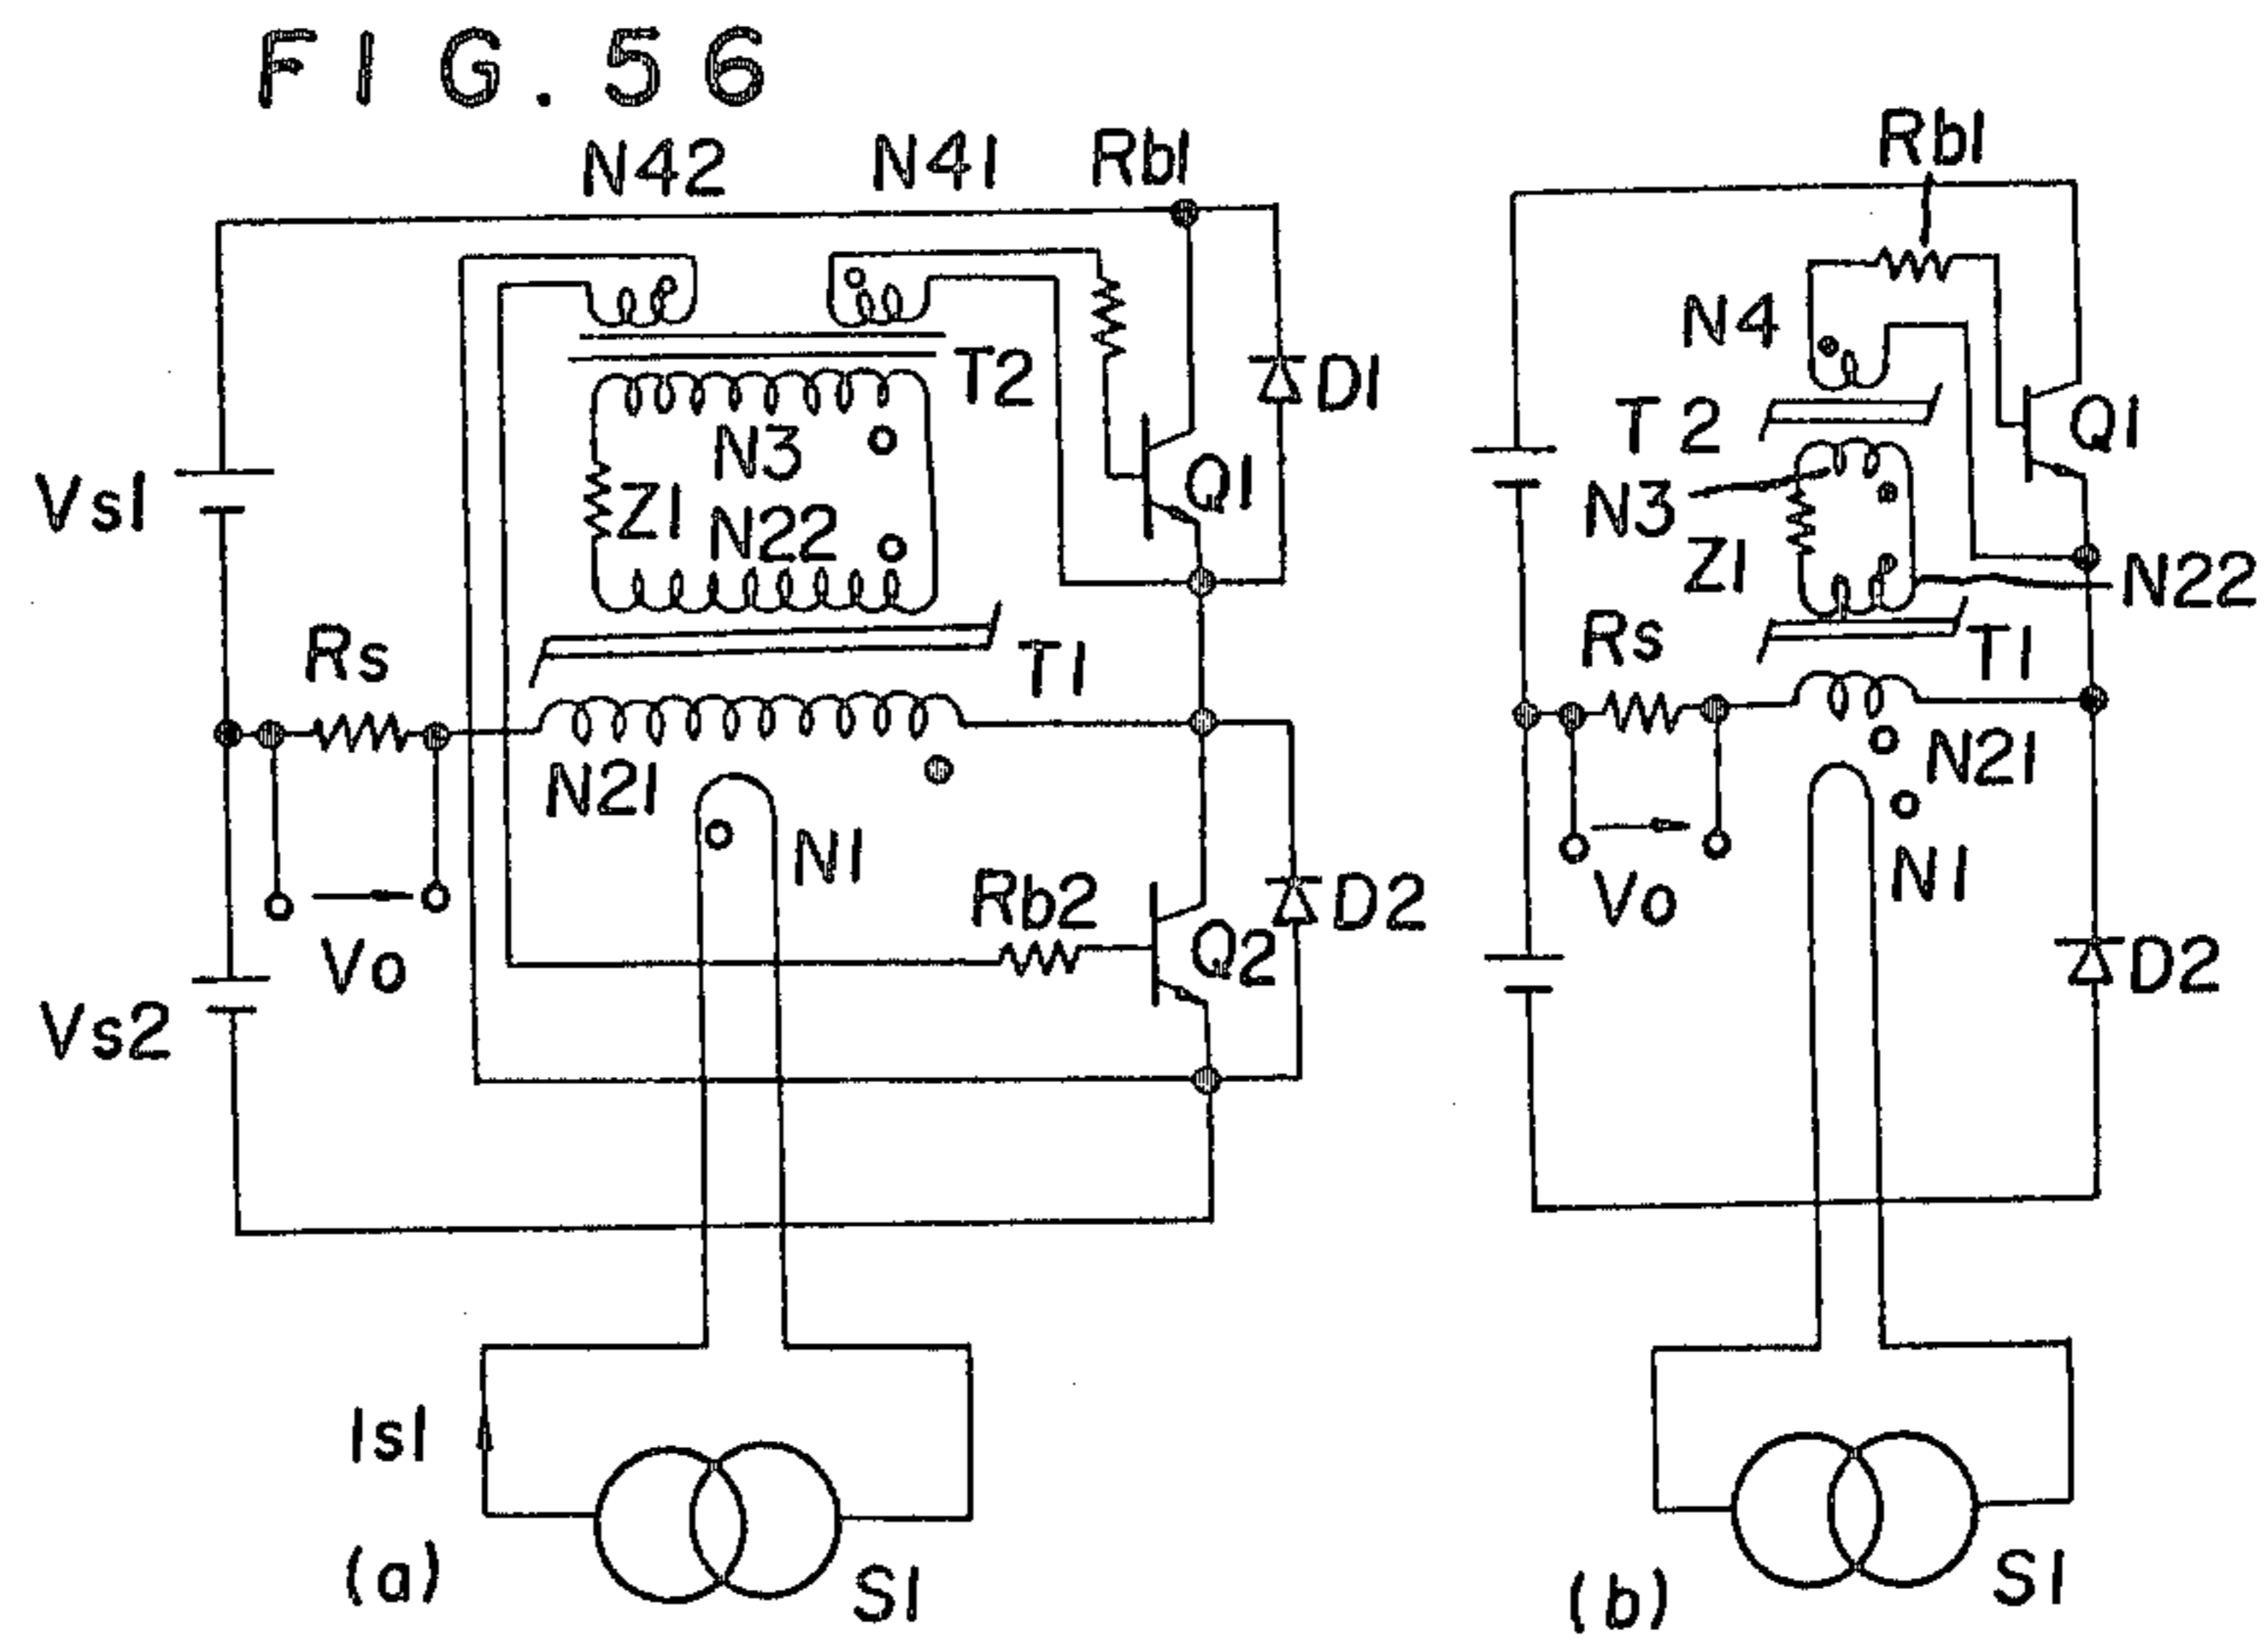 FIG.56
N42 N41 Rb1
T2
D1
N3
Q1
Vs1
Z1
N22
Rs
T1
N21
N1
Rb2
D2
Q2
Vo
Vs2
Is1
(a)
S1
Rb1
N4
T2
Q1
N3
Z1
N22
Rs
T1
N21
Vo
N1
D2
(b)
S1